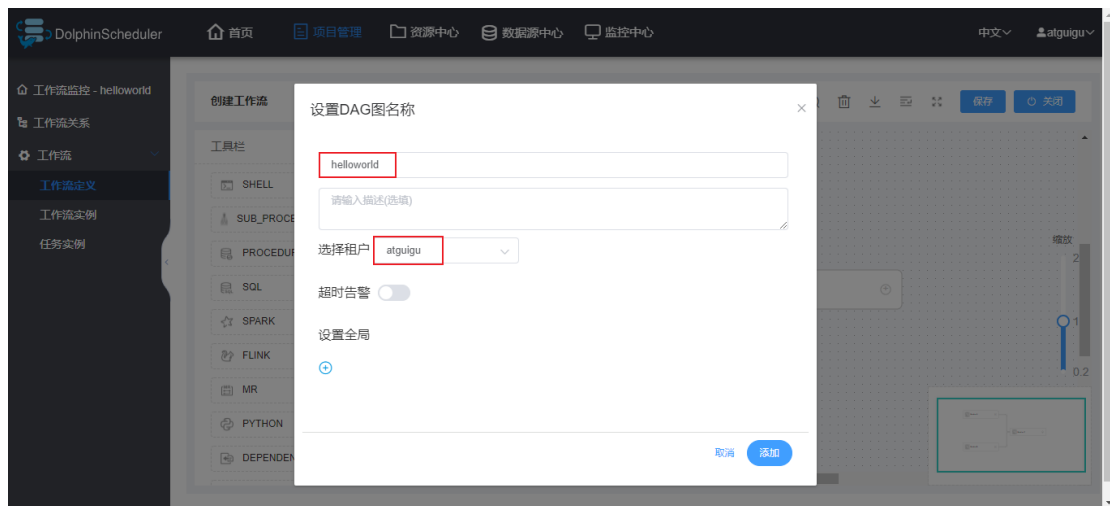 DolphinScheduler
首页
项目管理
资源中心
数据源中心
监控中心
中文
atguigu
工作流监控 - helloworld
工作流关系
工作流
工作流定义
工作流实例
任务实例
创建工作流
保存
关闭
工具栏
SHELL
SUB_PROCE
PROCEDUR
SQL
SPARK
FLINK
MR
PYTHON
DEPENDEN
设置DAG图名称
helloworld
请输入描述(选填)
选择租户
atguigu
超时告警
设置全局
取消
添加
缩放
2
1
0.2